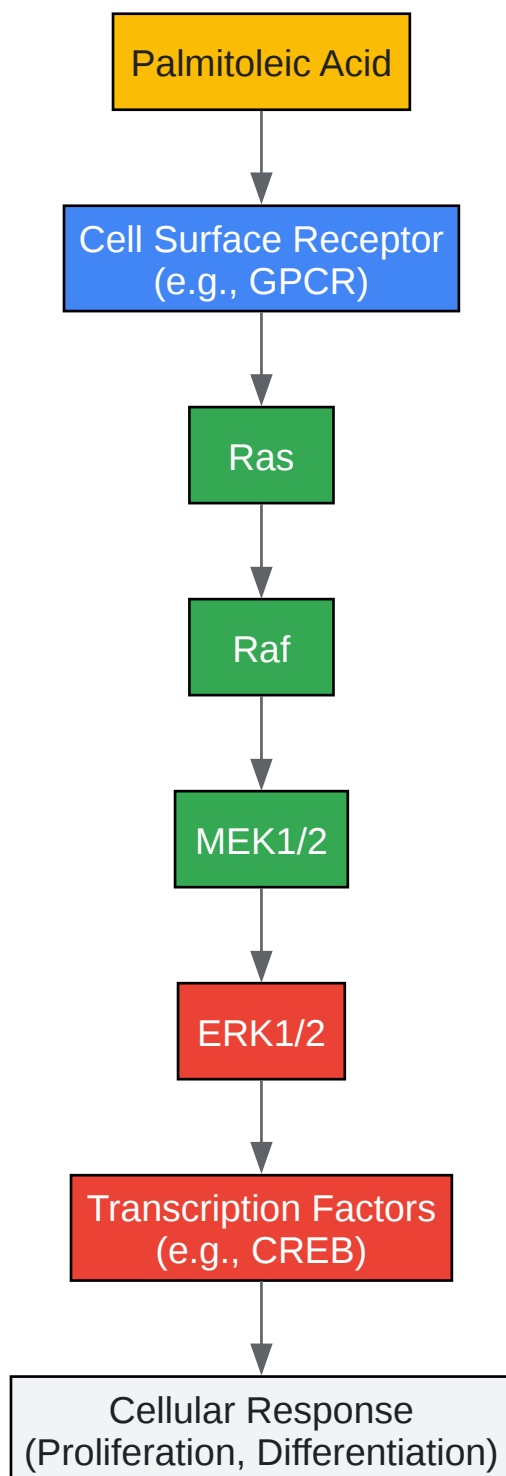 Palmitoleic Acid
Cell Surface Receptor
(e.g., GPCR)
Ras
Raf
MEK1/2
ERK1/2
Transcription Factors
(e.g., CREB)
Cellular Response
(Proliferation, Differentiation)